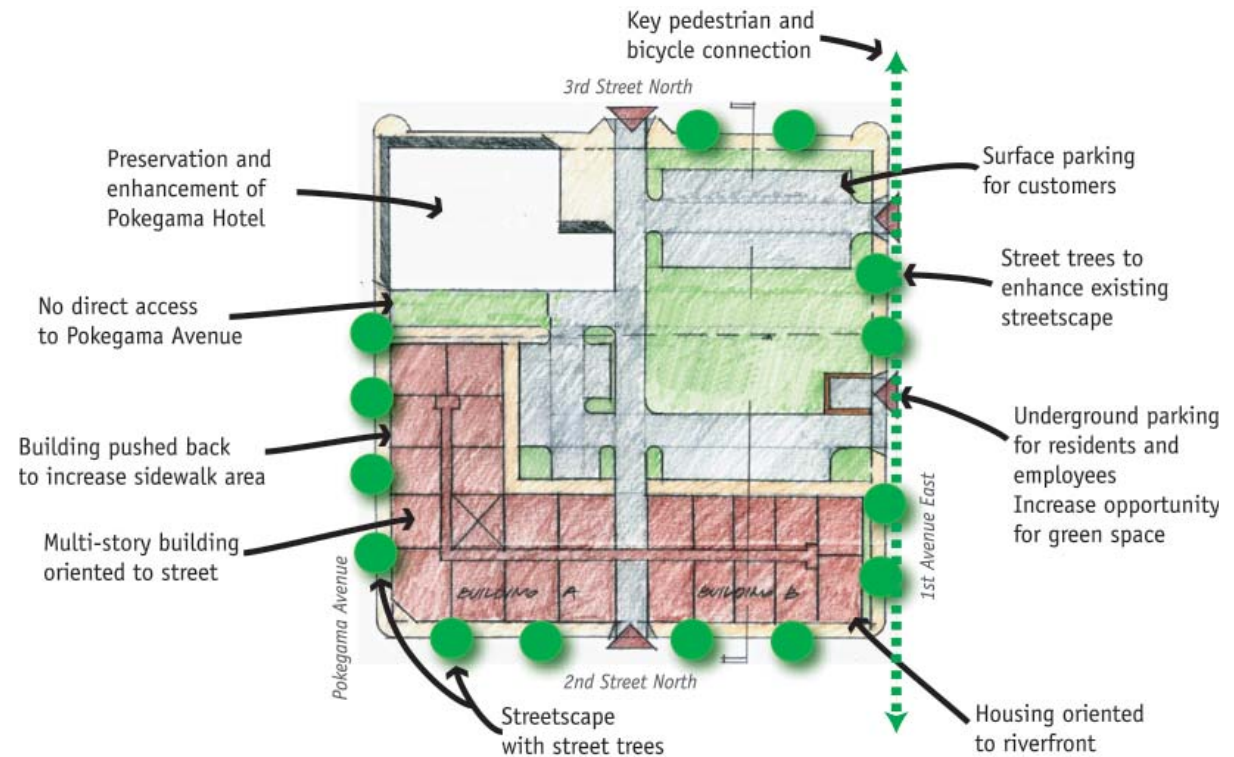 Key pedestrian and
bicycle connection
3rd Street North
Preservation and
enhancement of
Pokegama Hotel
Surface parking
for customers
No direct access
to Pokegama Avenue
Street trees to
enhance existing
streetscape
Building pushed back
to increase sidewalk area
Underground parking
for residents and
employees
Increase opportunity
for green space
Multi-story building
oriented to street
Pokegama Avenue
1st Avenue East
BUILDING A
BUILDING B
2nd Street North
Streetscape
with street trees
Housing oriented
to riverfront